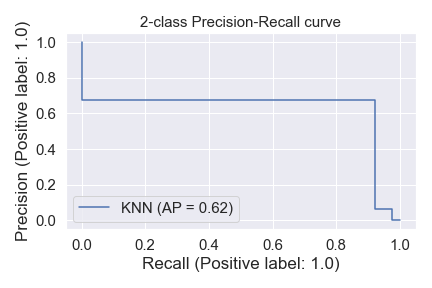 2-class Precision-Recall curve
Precision (Positive label: 1.0)
1.0
0.8
0.6
0.4
0.2
0.0
KNN (AP = 0.62)
0.0 0.2 0.4 0.6 0.8 1.0
Recall (Positive label: 1.0)